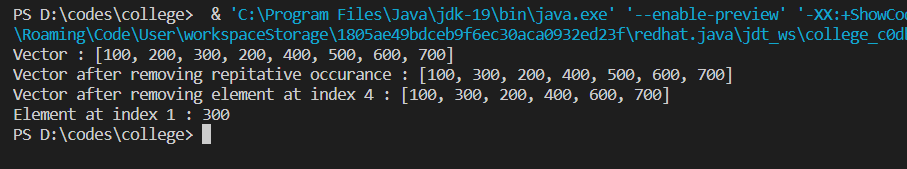 PS D:\codes\college>  & 'C:\Program Files\Java\jdk-19\bin\java.exe' '--enable-preview' '-XX:+ShowCo
\Roaming\Code\User\workspaceStorage\1805ae49bdceb9f6ec30aca0932ed23f\redhat.java\jdt_ws\college_c0d
Vector : [100, 200, 300, 200, 400, 500, 600, 700]
Vector after removing repitative occurance : [100, 300, 200, 400, 500, 600, 700]
Vector after removing element at index 4 : [100, 300, 200, 400, 600, 700]
Element at index 1 : 300
PS D:\codes\college>